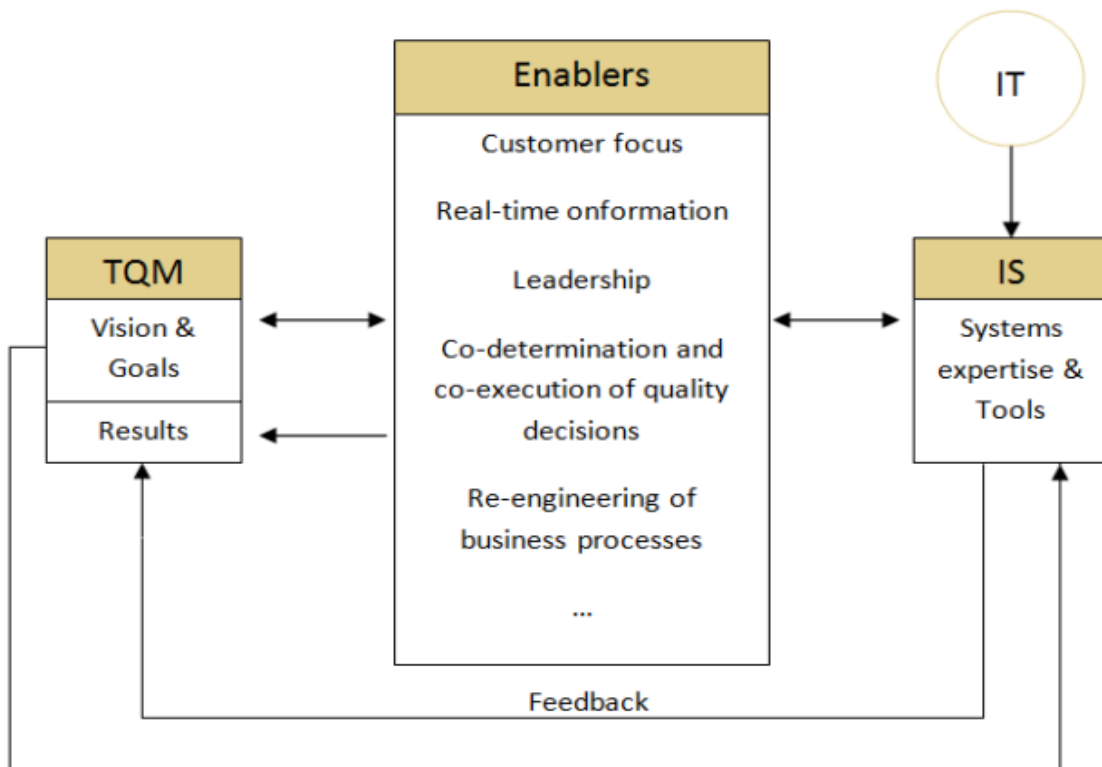 Enablers
Customer focus
Real-time onformation
Leadership
Co-determination and
co-execution of quality
decisions
Re-engineering of
business processes
...
IT
TQM
Vision &
Goals
Results
IS
Systems
expertise &
Tools
Feedback